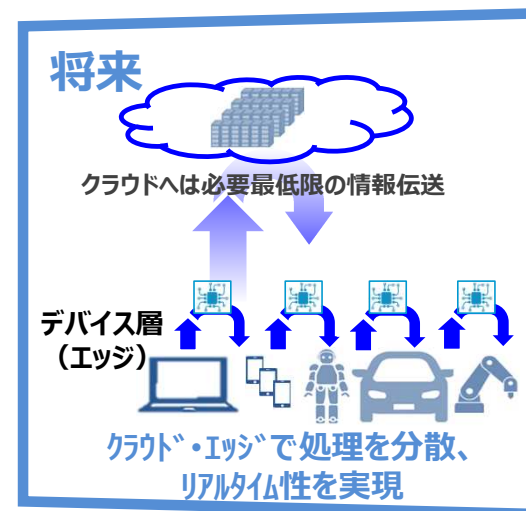 将来
クラウドへは必要最低限の情報伝送
デバイス層
（エッジ）
ｸﾗｳﾄﾞ・ｴｯｼﾞで処理を分散、
ﾘｱﾙﾀｲﾑ性を実現